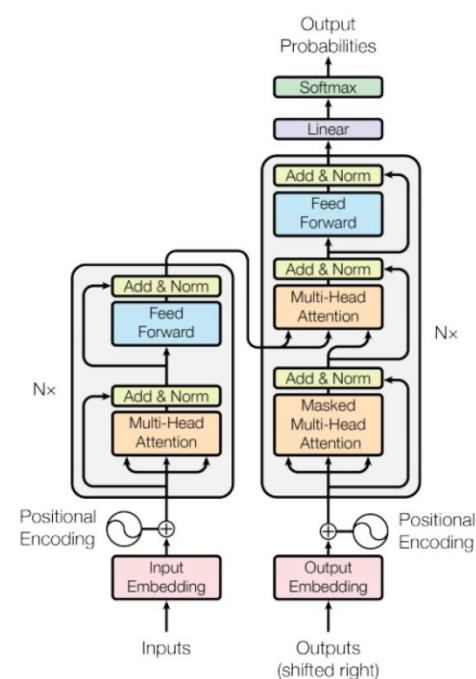 Output
Probabilities
Softmax
Linear
Add & Norm
Feed
Forward
Add & Norm
Multi-Head
Attention
Add & Norm
Masked
Multi-Head
Attention
Nx
Add & Norm
Feed
Forward
Add & Norm
Multi-Head
Attention
Nx
Positional
Encoding
Positional
Encoding
Input
Embedding
Output
Embedding
Inputs
Outputs
(shifted right)